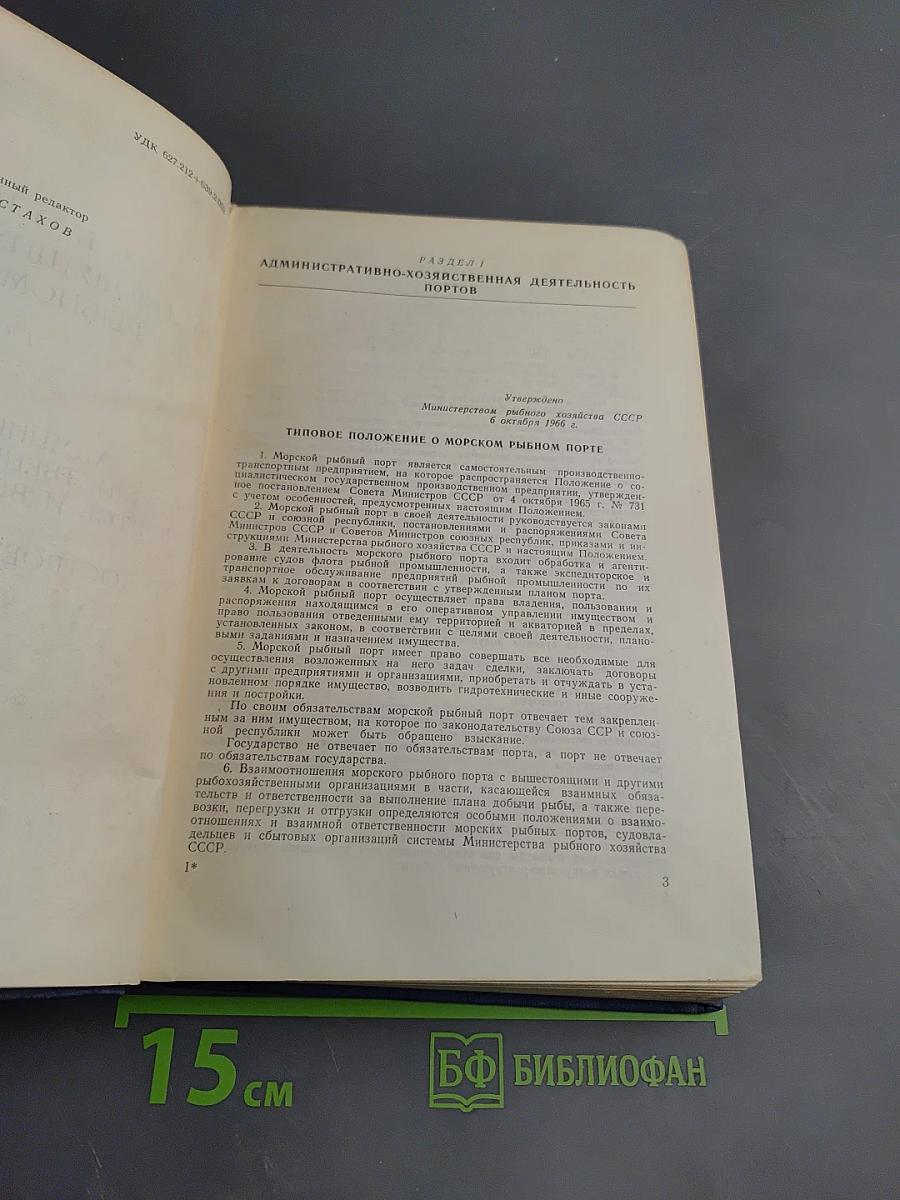 УДК 627.212+639.2
редактор
СТАХОВ
РАЗДЕЛ I
АДМИНИСТРАТИВНО-ХОЗЯЙСТВЕННАЯ ДЕЯТЕЛЬНОСТЬ
ПОРТОВ
Утверждено
Министерством рыбного хозяйства СССР
6 октября 1966 г.
ТИПОВОЕ ПОЛОЖЕНИЕ О МОРСКОМ РЫБНОМ ПОРТЕ
1. Морской рыбный порт является самостоятельным производственно-
транспортным предприятием, на которое распространяется Положение о со-
циалистическом государственном производственном предприятии, утвержден-
ное постановлением Совета Министров СССР от 4 октября 1965 г. № 731
с учетом особенностей, предусмотренных настоящим Положением.
2. Морской рыбный порт в своей деятельности руководствуется законами
СССР и союзной республики, постановлениями и распоряжениями Совета
Министров СССР и Советов Министров союзных республик, приказами и ин-
струкциями Министерства рыбного хозяйства СССР и настоящим Положением.
3. В деятельность морского рыбного порта входит обработка и агенти-
рование судов флота рыбной промышленности, а также экспедиторское и
транспортное обслуживание предприятий рыбной промышленности по их
заявкам к договорам в соответствии с утвержденным планом порта.
4. Морской рыбный порт осуществляет права владения, пользования и
распоряжения находящимся в его оперативном управлении имуществом и
право пользования отведенными ему территорией и акваторией в пределах,
установленных законом, в соответствии с целями своей деятельности, плано-
выми заданиями и назначением имущества.
5. Морской рыбный порт имеет право совершать все необходимые для
осуществления возложенных на него задач сделки, заключать договоры
с другими предприятиями и организациями, приобретать и отчуждать в уста-
новленном порядке имущество, возводить гидротехнические и иные сооруже-
ния и постройки.
По своим обязательствам морской рыбный порт отвечает тем закреплен-
ным за ним имуществом, на которое по законодательству Союза ССР и союз-
ной республики может быть обращено взыскание.
Государство не отвечает по обязательствам порта, а порт не отвечает
по обязательствам государства.
6. Взаимоотношения морского рыбного порта с вышестоящими и другими
рыбохозяйственными организациями в части, касающейся взаимных обяза-
тельств и ответственности за выполнение плана добычи рыбы, а также пере-
возки, перегрузки и отгрузки определяются особыми положениями о взаимо-
отношениях и взаимной ответственности морских рыбных портов, судовла-
дельцев и сбытовых организаций системы Министерства рыбного хозяйства
СССР.
1*
3
15 см
БФ БИБЛИОФАН